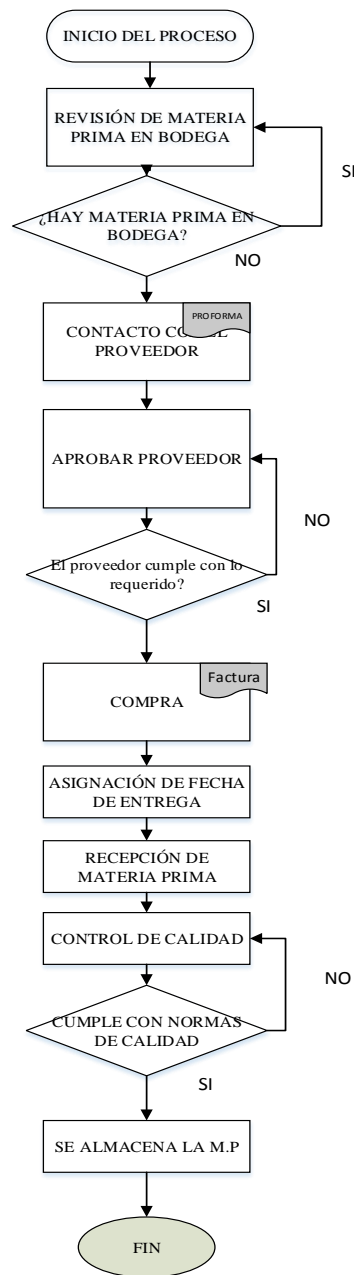 INICIO DEL PROCESO
REVISIÓN DE MATERIA
PRIMA EN BODEGA
SI
¿HAY MATERIA PRIMA EN
BODEGA?
NO
PROFORMA
CONTACTO CON EL
PROVEEDOR
APROBAR PROVEEDOR
NO
El proveedor cumple con lo
requerido?
SI
Factura
COMPRA
ASIGNACIÓN DE FECHA
DE ENTREGA
RECEPCIÓN DE
MATERIA PRIMA
CONTROL DE CALIDAD
NO
CUMPLE CON NORMAS
DE CALIDAD
SI
SE ALMACENA LA M.P
FIN